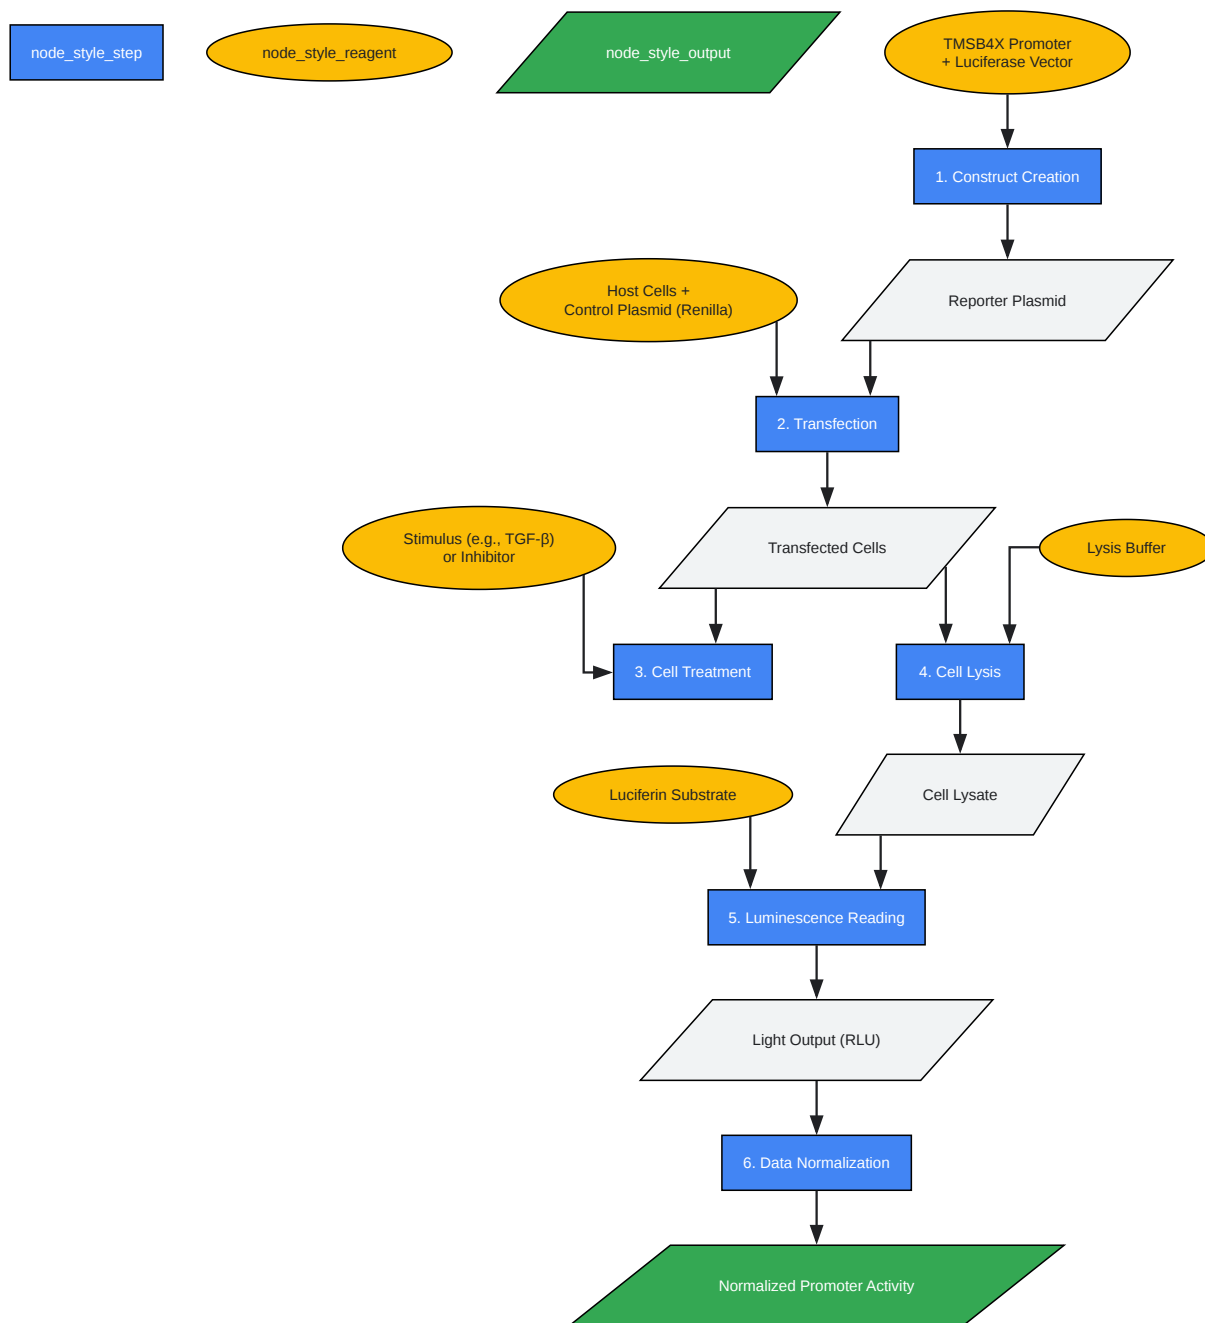 node_style_step
node_style_reagent
node_style_output
TMSB4X Promoter
+ Luciferase Vector
1. Construct Creation
Host Cells +
Control Plasmid (Renilla)
Reporter Plasmid
2. Transfection
Stimulus (e.g., TGF-β)
or Inhibitor
Transfected Cells
Lysis Buffer
3. Cell Treatment
4. Cell Lysis
Luciferin Substrate
Cell Lysate
5. Luminescence Reading
Light Output (RLU)
6. Data Normalization
Normalized Promoter Activity